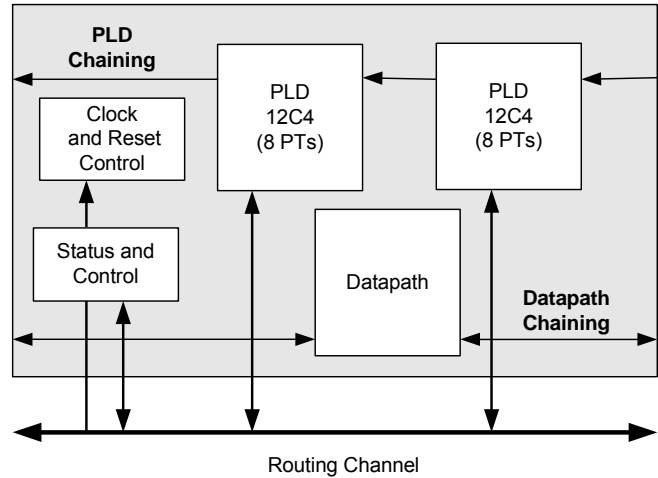 PLD
Chaining
PLD
12C4
(8 PTs)
PLD
12C4
(8 PTs)
Clock
and Reset
Control
Status and
Control
Datapath
Datapath
Chaining
Routing Channel